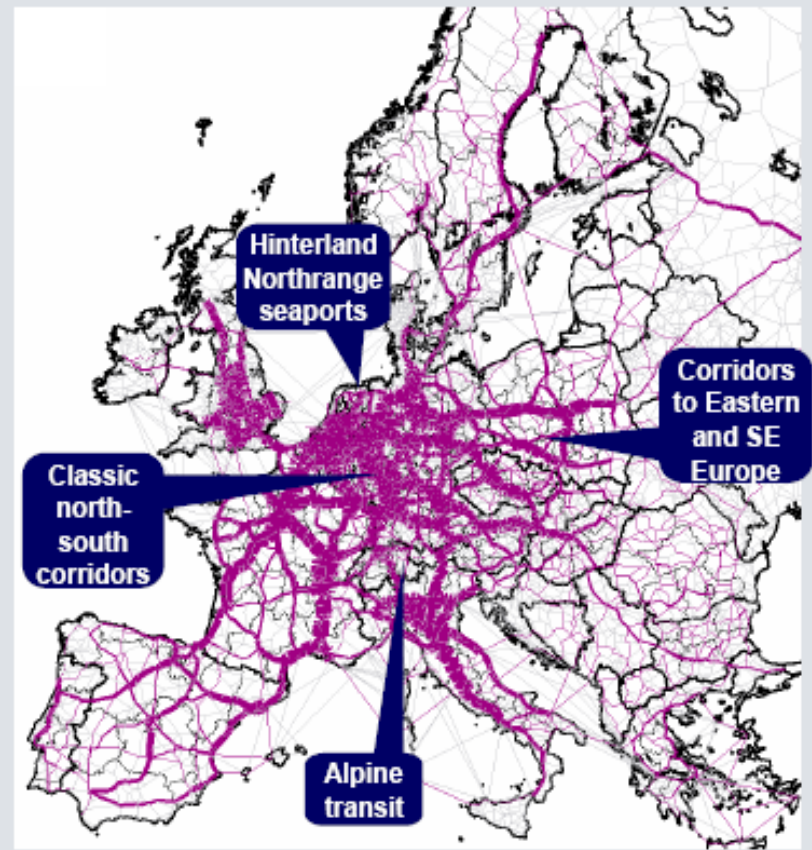 Hinterland
Northrange
seaports
Corridors
to Eastern
and SE
Europe
Classic
north-
south
corridors
Alpine
transit